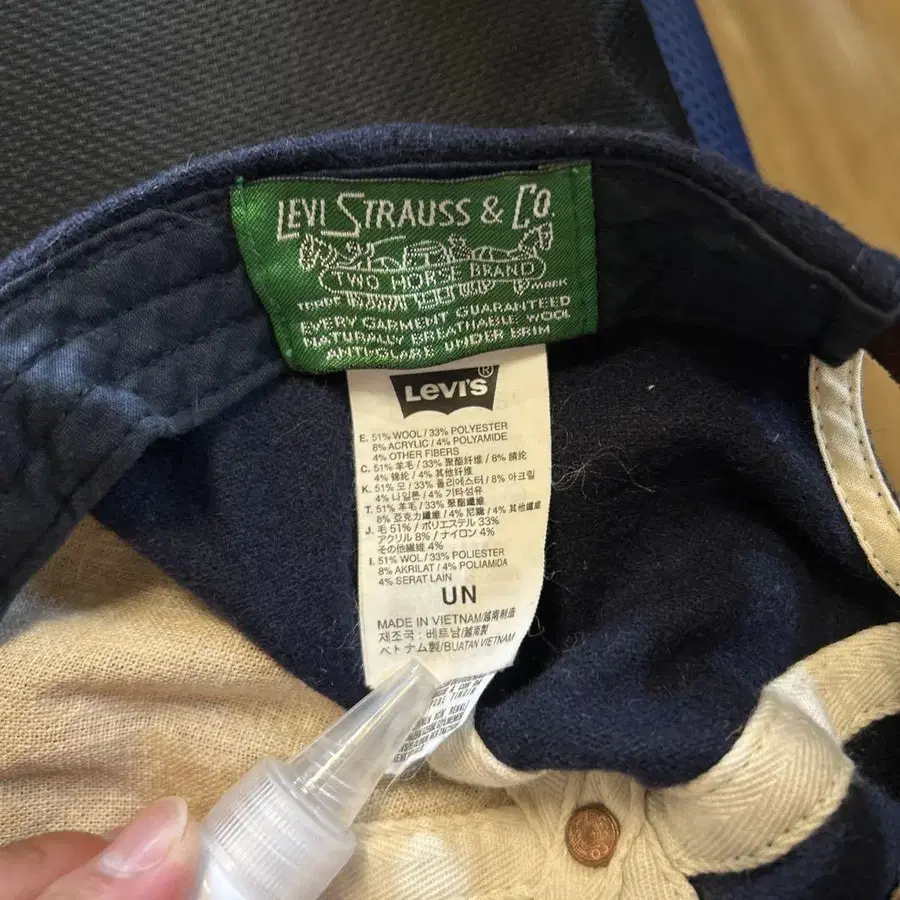 LEVI STRAUSS & CO.
TWO HORSE BRAND
TRADE MARK
EVERY GARMENT GUARANTEED
NATURALLY BREATHABLE WOOL
ANTI-GLARE UNDER BRIM
LEVI'S®
E. 51% WOOL / 33% POLYESTER
8% ACRYLIC / 4% POLYAMIDE
4% OTHER FIBERS
C. 51% 羊毛 / 33% 聚酯纤维 / 8% 腈纶
4% 锦纶 / 4% 其他纤维
K. 51% 모 / 33% 폴리에스터 / 8% 아크릴
4% 나일론 / 4% 기타섬유
T. 51% 羊毛 / 33% 聚酯纖維
8% 亞克力纖維 / 4% 尼龍 / 4% 其他纖維
J. 毛 51% / ポリエステル 33%
アクリル 8% / ナイロン 4%
その他繊維 4%
I. 51% WOL / 33% POLIESTER
8% AKRILAT / 4% POLIAMIDA
4% SERAT LAIN
UN
MADE IN VIETNAM/越南制造
제조국 : 베트남/越南製
ベトナム製/BUATAN VIETNAM
CO